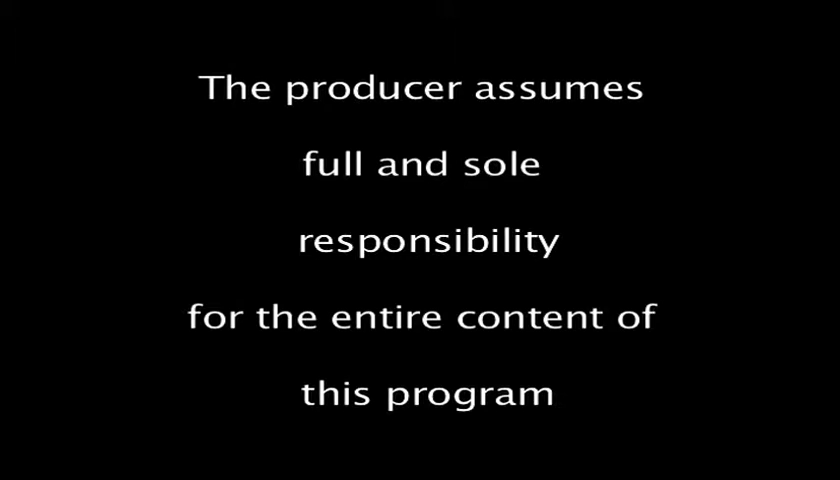 The producer assumes
full and sole
responsibility
for the entire content of
this program